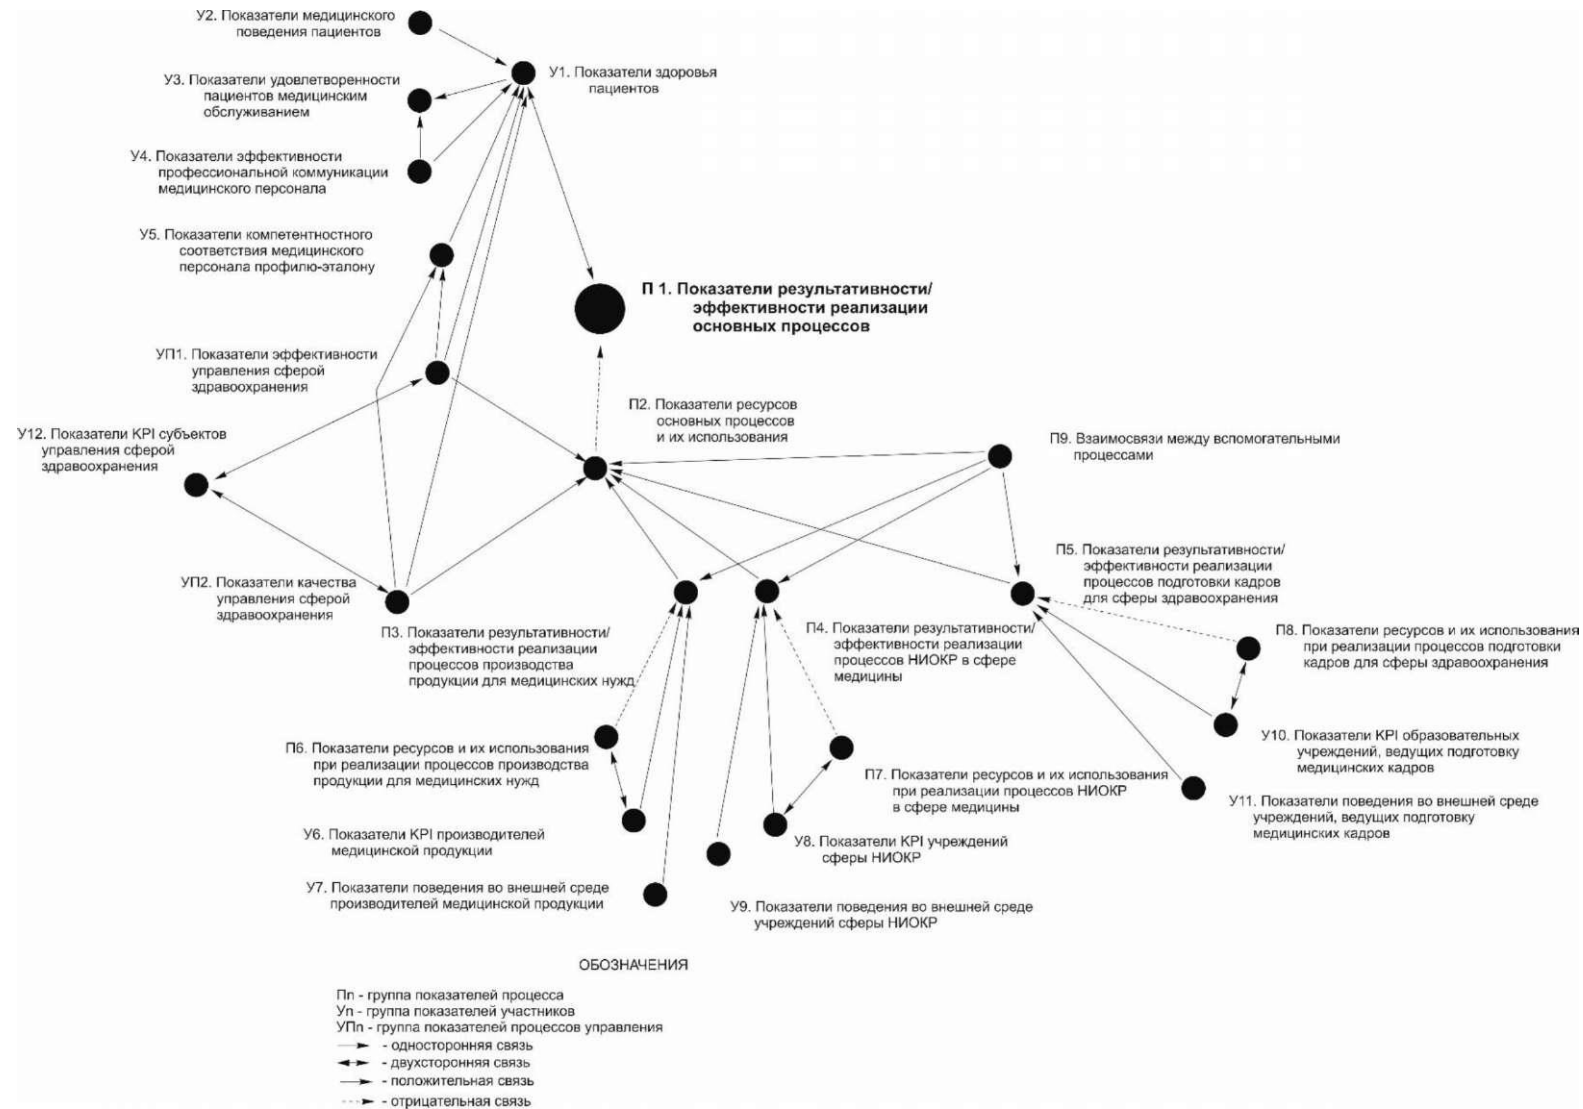 У2. Показатели медицинского
поведения пациентов
У3. Показатели удовлетворенности
пациентов медицинским
обслуживанием
У1. Показатели здоровья
пациентов
У4. Показатели эффективности
профессиональной коммуникации
медицинского персонала
У5. Показатели компетентностного
соответствия медицинского
персонала профилю-эталону
П 1. Показатели результативности/
эффективности реализации
основных процессов
УП1. Показатели эффективности
управления сферой
здравоохранения
П2. Показатели ресурсов
основных процессов
и их использования
У12. Показатели KPI субъектов
управления сферой
здравоохранения
П9. Взаимосвязи между вспомогательными
процессами
П5. Показатели результативности/
эффективности реализации
процессов подготовки кадров
для сферы здравоохранения
УП2. Показатели качества
управления сферой
здравоохранения
П3. Показатели результативности/
эффективности реализации
процессов производства
продукции для медицинских нужд
П4. Показатели результативности/
эффективности реализации
процессов НИОКР в сфере
медицины
П8. Показатели ресурсов и их использования
при реализации процессов подготовки
кадров для сферы здравоохранения
П6. Показатели ресурсов и их использования
при реализации процессов производства
продукции для медицинских нужд
У10. Показатели KPI образовательных
учреждений, ведущих подготовку
медицинских кадров
П7. Показатели ресурсов и их использования
при реализации процессов НИОКР
в сфере медицины
У11. Показатели поведения во внешней среде
учреждений, ведущих подготовку
медицинских кадров
У6. Показатели KPI производителей
медицинской продукции
У8. Показатели KPI учреждений
сферы НИОКР
У7. Показатели поведения во внешней среде
производителей медицинской продукции
У9. Показатели поведения во внешней среде
учреждений сферы НИОКР
ОБОЗНАЧЕНИЯ
Пn - группа показателей процесса
Уn - группа показателей участников
УПn - группа показателей процессов управления
- односторонняя связь
- двухсторонняя связь
- положительная связь
- отрицательная связь